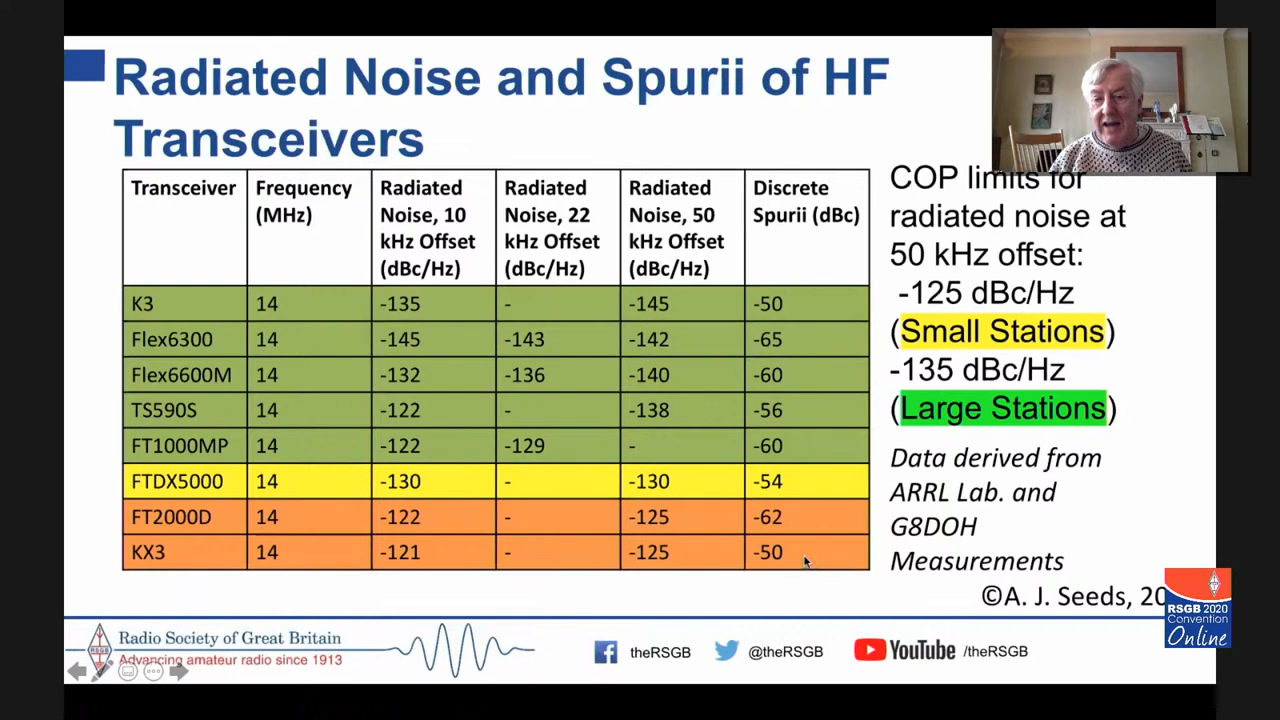 Radiated Noise and Spurii of HF
Transceivers
Transceiver Frequency (MHz) Radiated Noise, 10 kHz Offset (dBc/Hz) Radiated Noise, 22 kHz Offset (dBc/Hz) Radiated Noise, 50 kHz Offset (dBc/Hz) Discrete Spurii (dBc)
K3 14 -135 - -145 -50
Flex6300 14 -145 -143 -142 -65
Flex6600M 14 -132 -136 -140 -60
TS590S 14 -122 - -138 -56
FT1000MP 14 -122 -129 - -60
FTDX5000 14 -130 - -130 -54
FT2000D 14 -122 - -125 -62
KX3 14 -121 - -125 -50
COP limits for
radiated noise at
50 kHz offset:
-125 dBc/Hz
(Small Stations)
-135 dBc/Hz
(Large Stations)
Data derived from
ARRL Lab. and
G8DOH
Measurements
©A. J. Seeds, 20
RSGB 2020
Convention
Online
RSGB
Radio Society of Great Britain
Advancing amateur radio since 1913
theRSGB
@theRSGB
YouTube /theRSGB